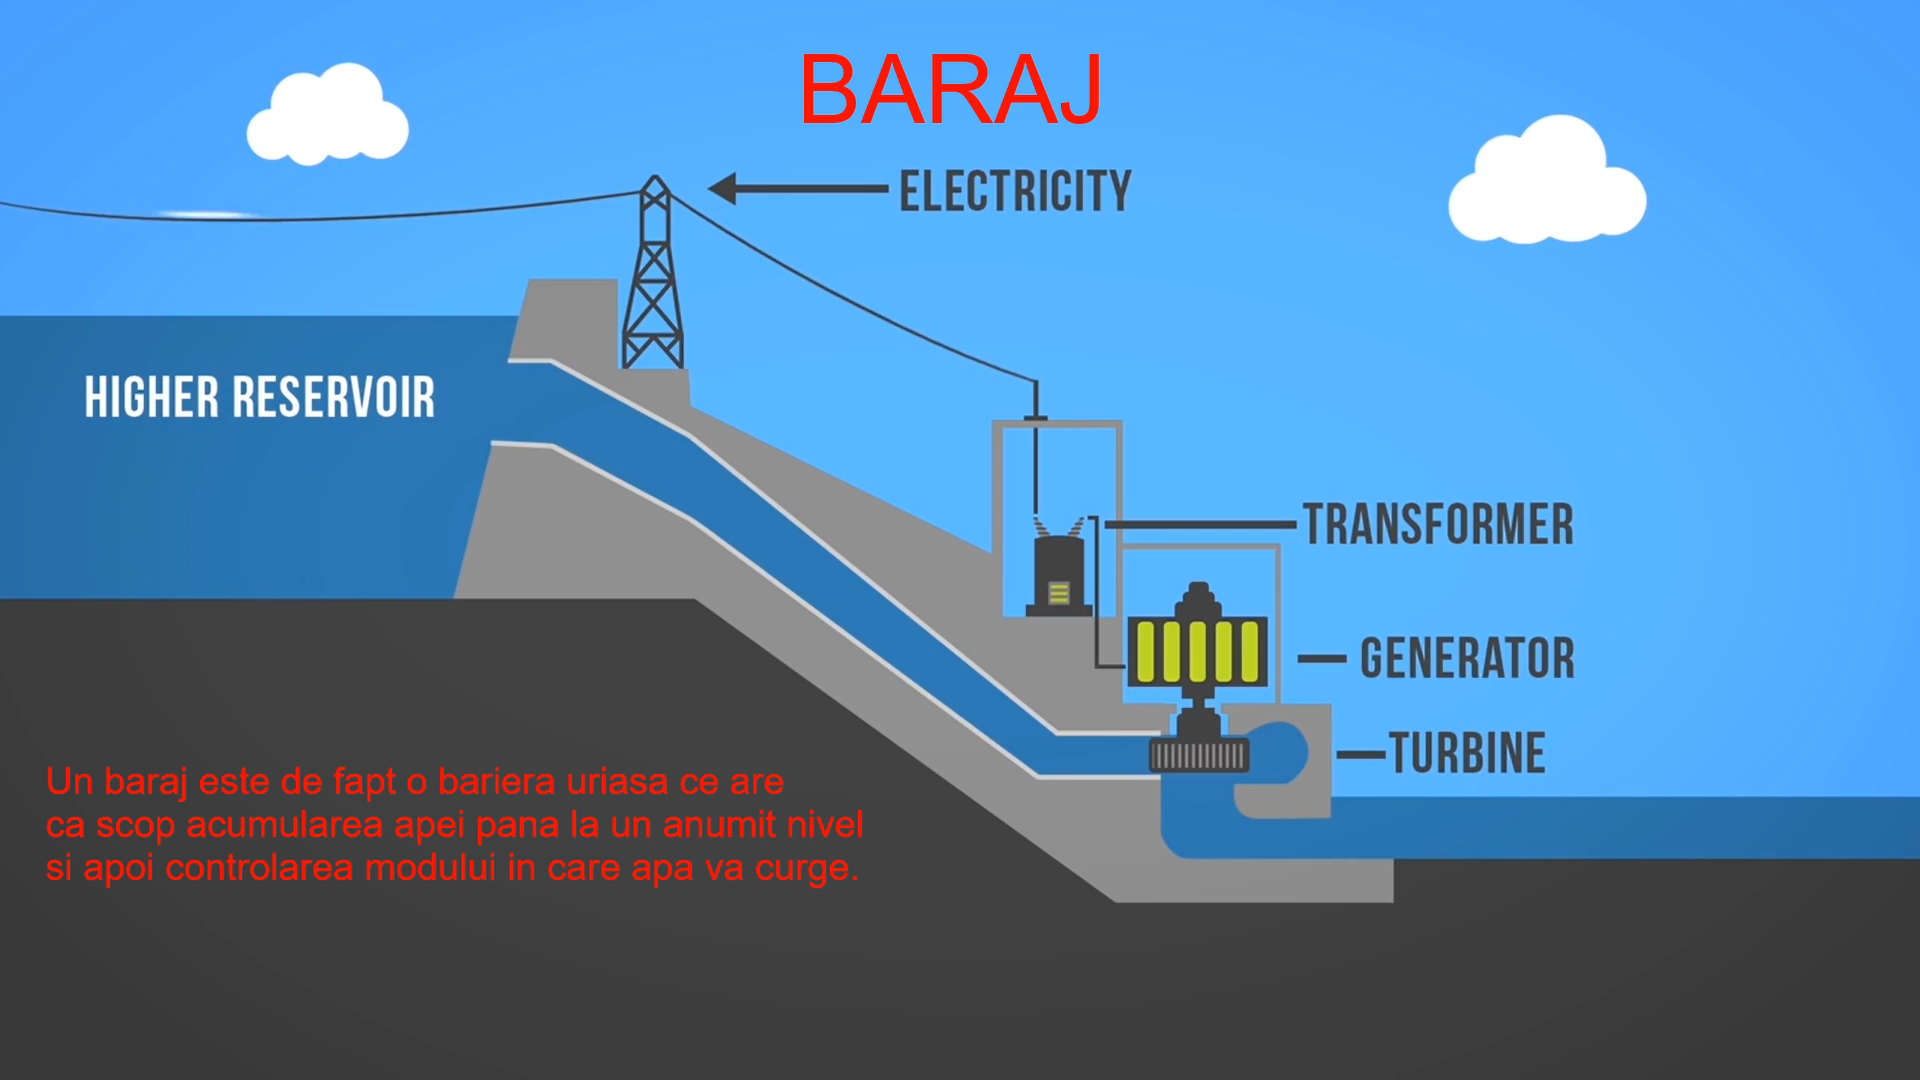 BARAJ
ELECTRICITY
HIGHER RESERVOIR
TRANSFORMER
GENERATOR
TURBINE
Un baraj este de fapt o bariera uriasa ce are
ca scop acumularea apei pana la un anumit nivel
si apoi controlarea modului in care apa va curge.